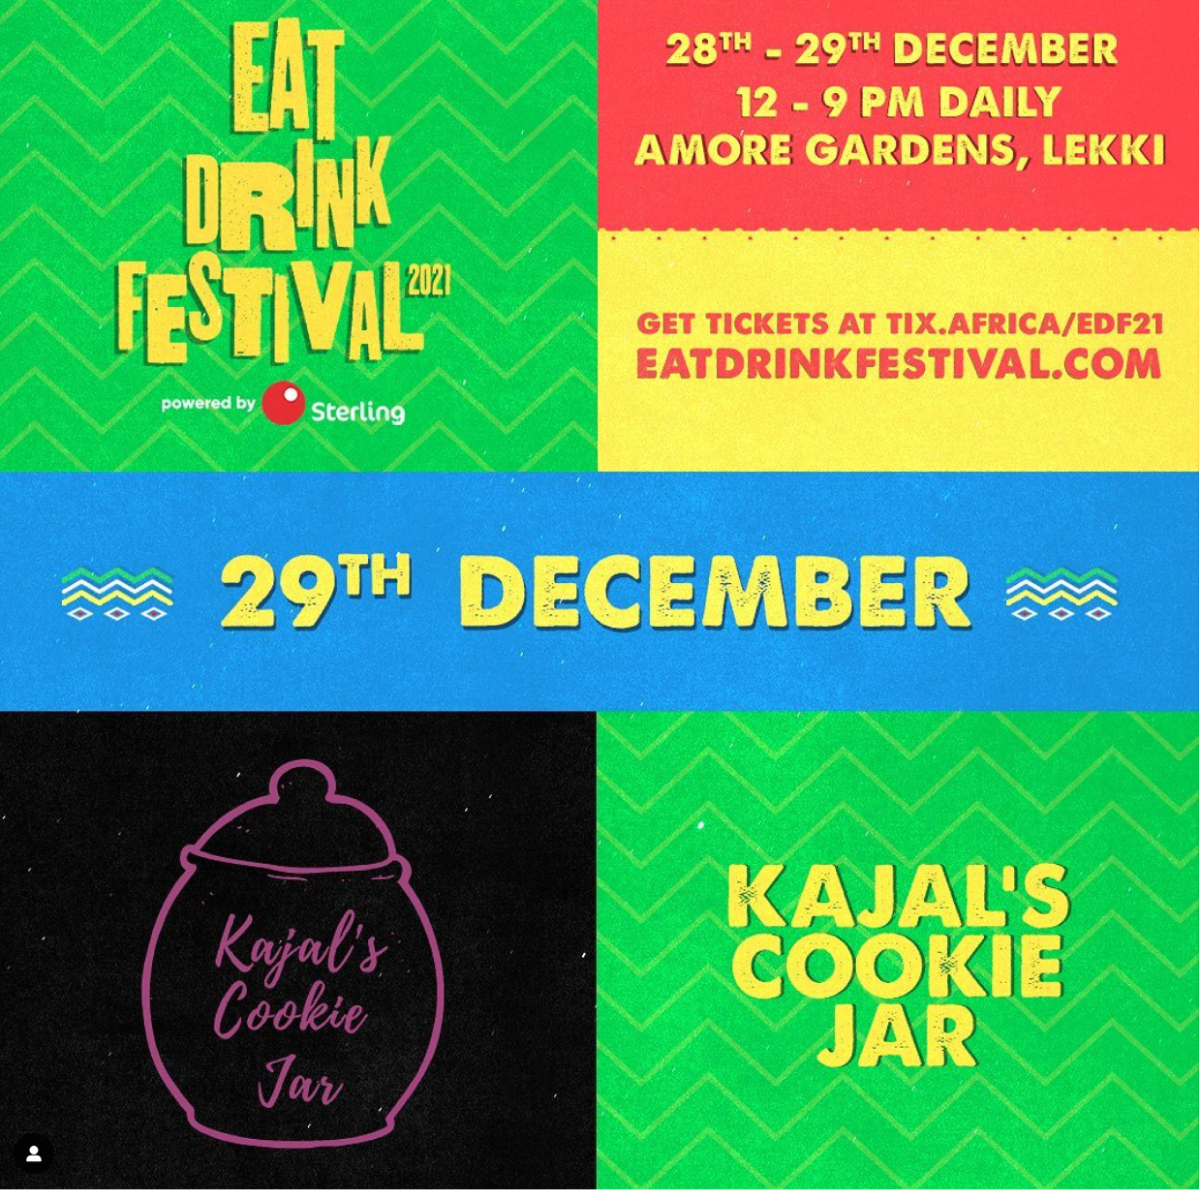 EAT
DRINK
FESTIVAL 2021
powered by Sterling
28TH - 29TH DECEMBER
12 - 9 PM DAILY
AMORE GARDENS, LEKKI
GET TICKETS AT TIX.AFRICA/EDF21
EATDRINKFESTIVAL.COM
29TH DECEMBER
Kajal's
Cookie
Jar
KAJAL'S
COOKIE
JAR